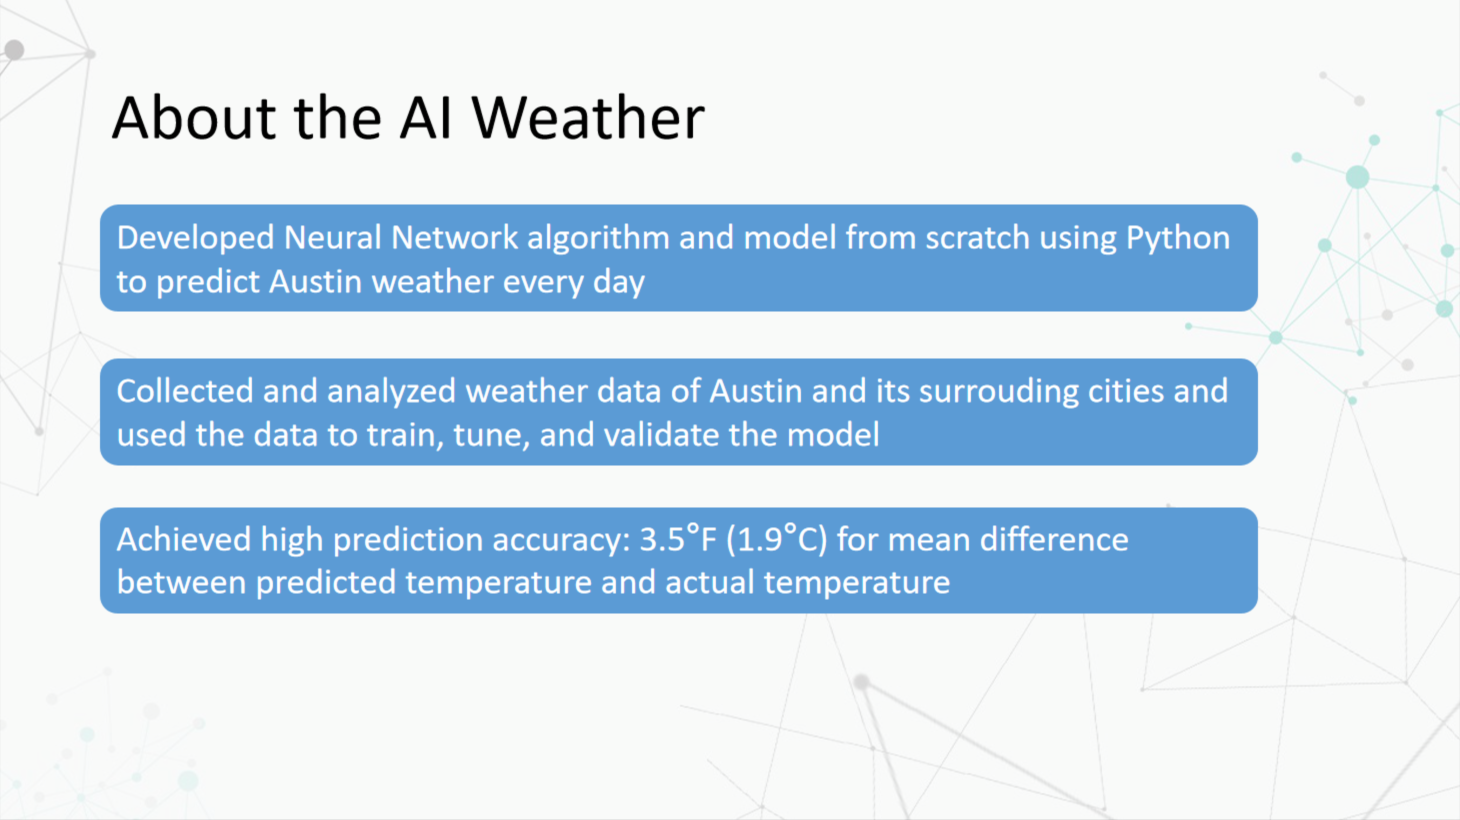 About the AI Weather
Developed Neural Network algorithm and model from scratch using Python
to predict Austin weather every day
Collected and analyzed weather data of Austin and its surrouding cities and
used the data to train, tune, and validate the model
Achieved high prediction accuracy: 3.5°F (1.9°C) for mean difference
between predicted temperature and actual temperature